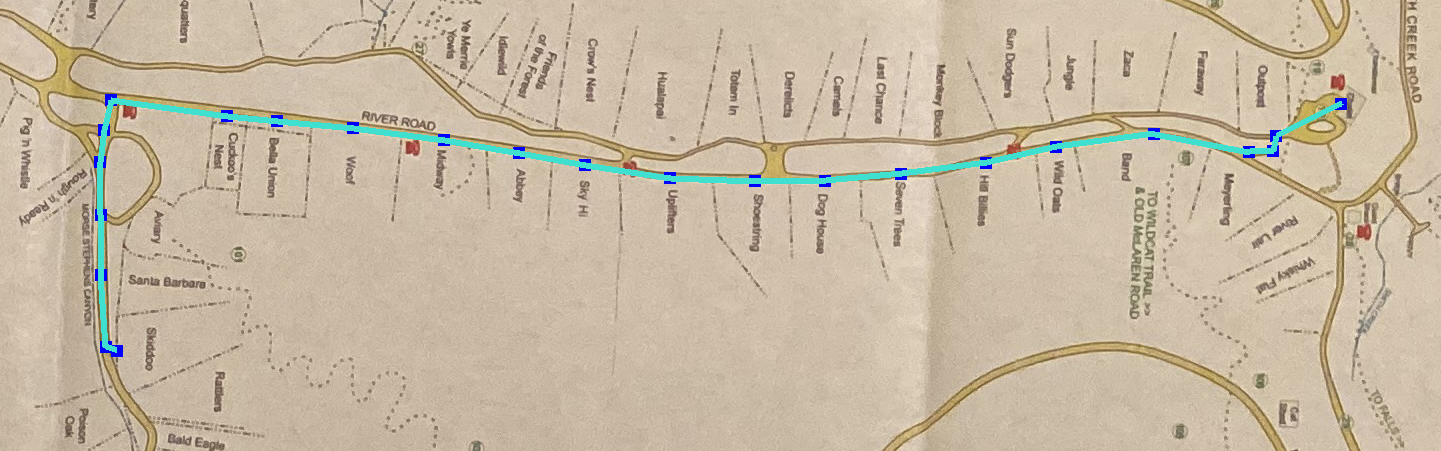 H CREEK ROAD
Ye Merrie
Yowls
Idlewild
Friends
of the Forest
Crow's Nest
Hualapai
Totem In
Derelicts
Camels
Last Chance
Monkey Block
Sun Dodgers
Jungle
Zaca
Faraway
Outpost
27
19
RIVER ROAD
Pig 'n Whistle
Rough 'n Ready
Cuckoo's
Nest
Bella Union
Woof
Midway
Abbey
Sky Hi
Uplifters
Shoestring
Dog House
Seven Trees
Hill Billies
Wild Oats
Band
Meyerling
River Lair
Whisky Flat
TO WILDCAT TRAIL >>
& OLD McLAREN ROAD
MORSE STEPHENS CANYON
Aviary
101
Santa Barbara
Skiddoo
Rattlers
Poison
Oak
Bald Eagle
TO FALLS >>